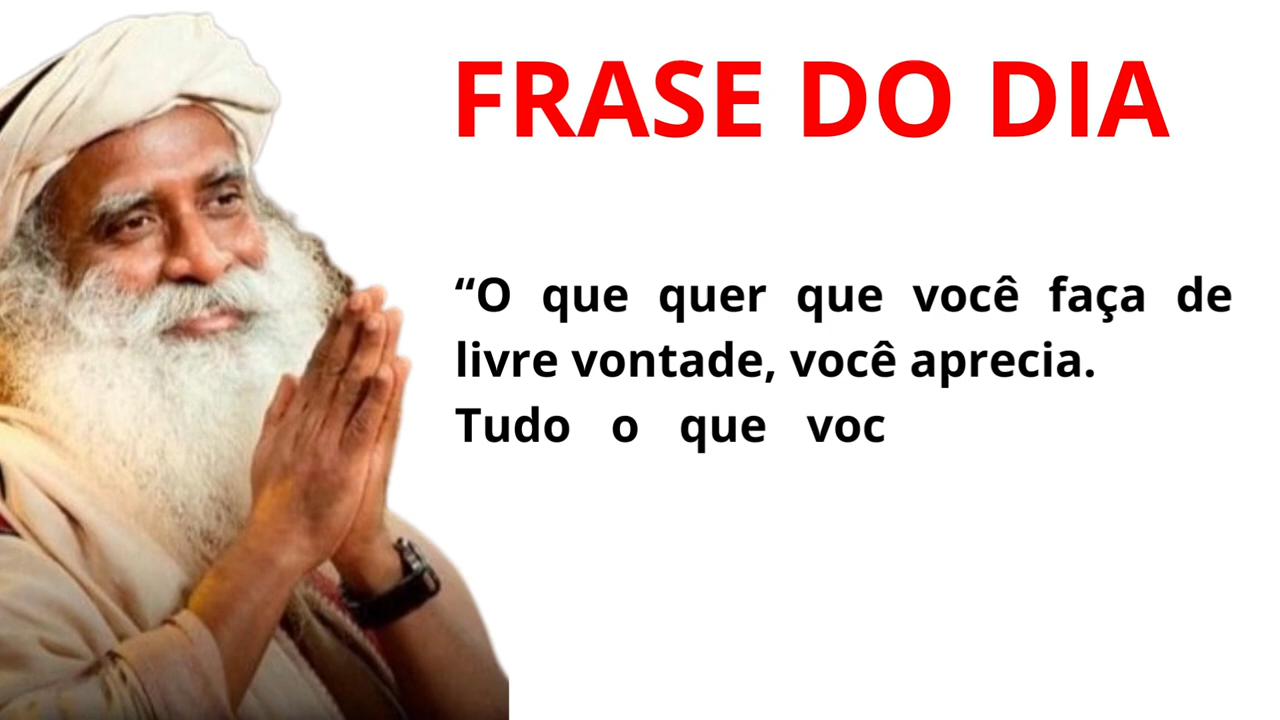 FRASE DO DIA
“O que quer que você faça de
livre vontade, você aprecia.
Tudo o que voc